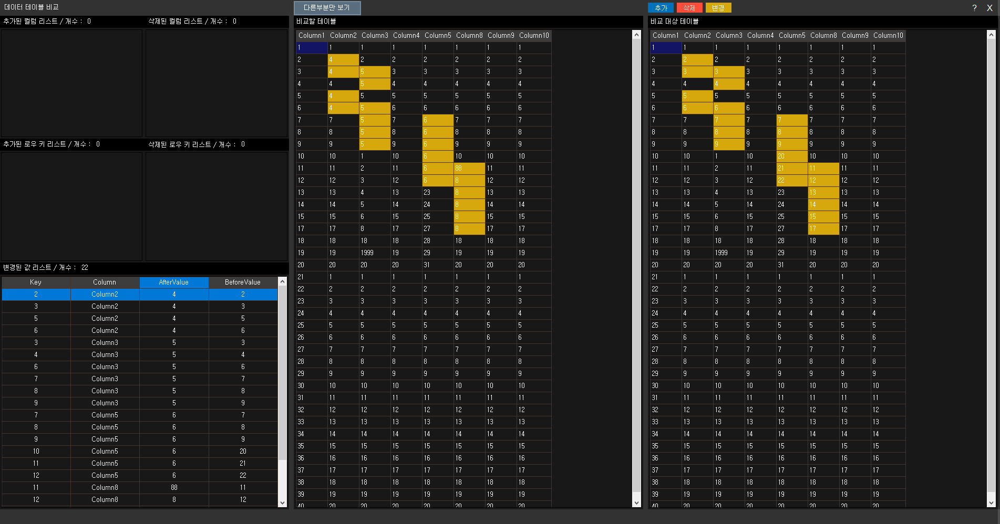 데이터 테이블 비교
다른부분만 보기
추가 삭제 변경
? X
추가된 컬럼 리스트 / 개수 : 0
삭제된 컬럼 리스트 / 개수 : 0
추가된 로우 키 리스트 / 개수 : 0
삭제된 로우 키 리스트 / 개수 : 0
변경된 값 리스트 / 개수 : 22
Key Column AfterValue BeforeValue
2 Column2 4 2
3 Column2 4 3
5 Column2 4 5
6 Column2 4 6
3 Column3 5 3
4 Column3 5 4
6 Column3 5 6
7 Column3 5 7
8 Column3 5 8
9 Column3 5 9
7 Column5 6 7
8 Column5 6 8
9 Column5 6 9
10 Column5 6 20
11 Column5 6 21
12 Column5 6 22
11 Column8 88 11
12 Column8 8 12
비교할 테이블
Column1 Column2 Column3 Column4 Column5 Column8 Column9 Column10
1 1 1 1 1 1 1 1
2 4 2 2 2 2 2 2
3 4 5 3 3 3 3 3
4 4 5 4 4 4 4 4
5 4 5 5 5 5 5 5
6 4 5 6 6 6 6 6
7 7 5 7 6 7 7 7
8 8 5 8 6 8 8 8
9 9 5 9 6 9 9 9
10 10 1 10 6 10 10 10
11 11 2 11 6 88 11 11
12 12 3 12 6 8 12 12
13 13 4 13 23 8 13 13
14 14 5 14 24 8 14 14
15 15 6 15 25 8 15 15
17 17 8 17 27 8 17 17
18 18 18 18 28 18 18 18
19 19 1999 19 29 19 19 19
20 20 20 20 31 20 20 20
21 1 1 1 1 1 1 1
22 2 2 2 2 2 2 2
23 3 3 3 3 3 3 3
24 4 4 4 4 4 4 4
25 5 5 5 5 5 5 5
26 6 6 6 6 6 6 6
27 7 7 7 7 7 7 7
28 8 8 8 8 8 8 8
29 9 9 9 9 9 9 9
30 10 10 10 10 10 10 10
31 11 11 11 11 11 11 11
32 12 12 12 12 12 12 12
33 13 13 13 13 13 13 13
34 14 14 14 14 14 14 14
35 15 15 15 15 15 15 15
36 16 16 16 16 16 16 16
37 17 17 17 17 17 17 17
38 18 18 18 18 18 18 18
39 19 19 19 19 19 19 19
40 20 20 20 20 20 20 20
비교 대상 테이블
Column1 Column2 Column3 Column4 Column5 Column8 Column9 Column10
1 1 1 1 1 1 1 1
2 2 2 2 2 2 2 2
3 3 3 3 3 3 3 3
4 4 4 4 4 4 4 4
5 5 5 5 5 5 5 5
6 6 6 6 6 6 6 6
7 7 7 7 7 7 7 7
8 8 8 8 8 8 8 8
9 9 9 9 9 9 9 9
10 10 1 10 20 10 10 10
11 11 2 11 21 11 11 11
12 12 3 12 22 12 12 12
13 13 4 13 23 13 13 13
14 14 5 14 24 14 14 14
15 15 6 15 25 15 15 15
17 17 8 17 27 17 17 17
18 18 18 18 28 18 18 18
19 19 1999 19 29 19 19 19
20 20 20 20 31 20 20 20
21 1 1 1 1 1 1 1
22 2 2 2 2 2 2 2
23 3 3 3 3 3 3 3
24 4 4 4 4 4 4 4
25 5 5 5 5 5 5 5
26 6 6 6 6 6 6 6
27 7 7 7 7 7 7 7
28 8 8 8 8 8 8 8
29 9 9 9 9 9 9 9
30 10 10 10 10 10 10 10
31 11 11 11 11 11 11 11
32 12 12 12 12 12 12 12
33 13 13 13 13 13 13 13
34 14 14 14 14 14 14 14
35 15 15 15 15 15 15 15
36 16 16 16 16 16 16 16
37 17 17 17 17 17 17 17
38 18 18 18 18 18 18 18
39 19 19 19 19 19 19 19
40 20 20 20 20 20 20 20